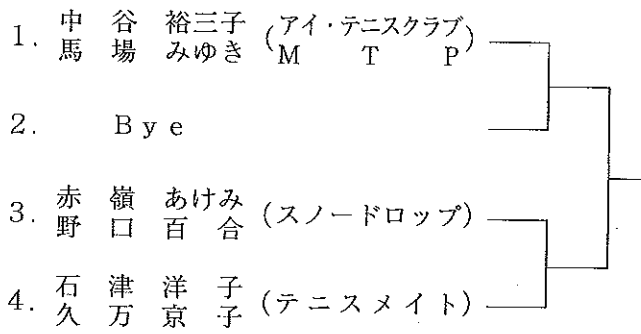 1. 中谷 裕三子 (アイ・テニスクラブ)
馬場 みゆき (M T P)
2. Bye
3. 赤嶺 あけみ (スノードロップ)
野口 百合
4. 石津 洋子 (テニスメイト)
久万 京子